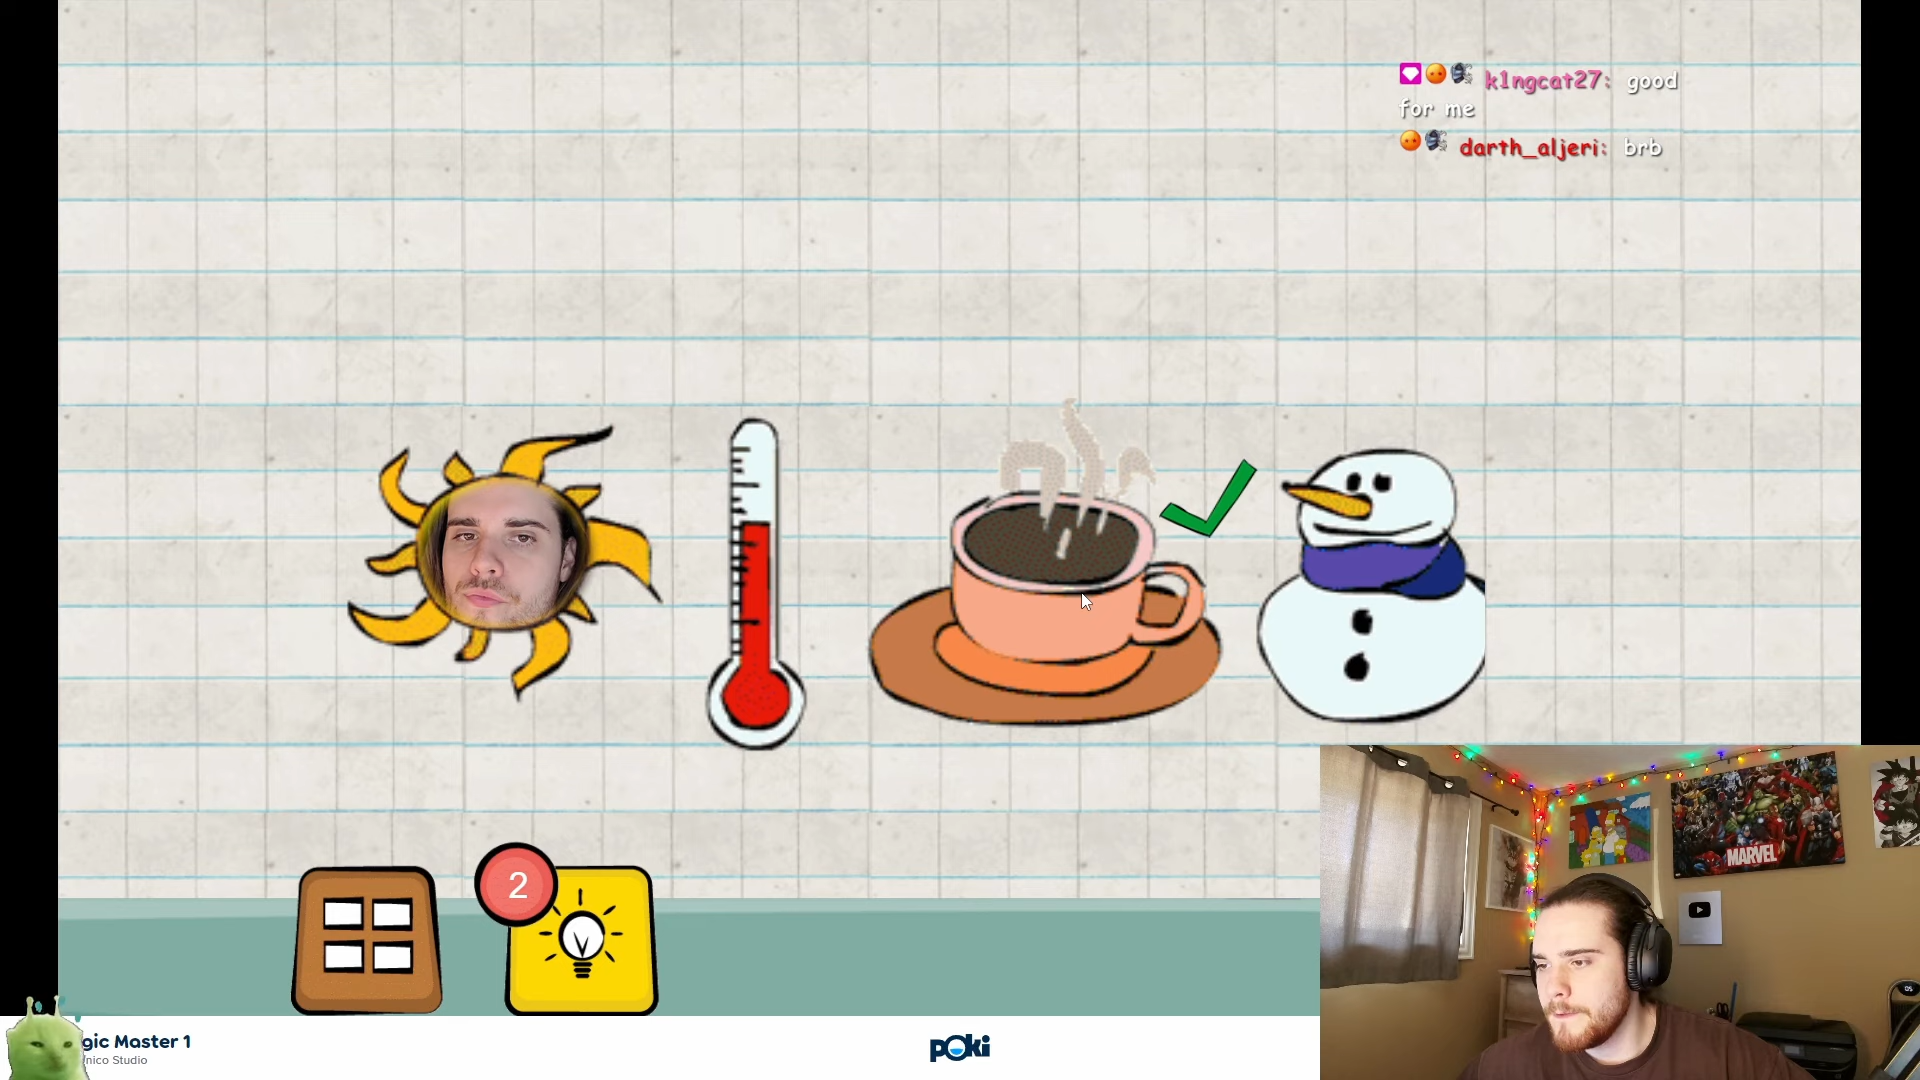 k1ngcat27: good
for me
darth_aljeri: brb
2
MARVEL
gic Master 1
nico Studio
poki